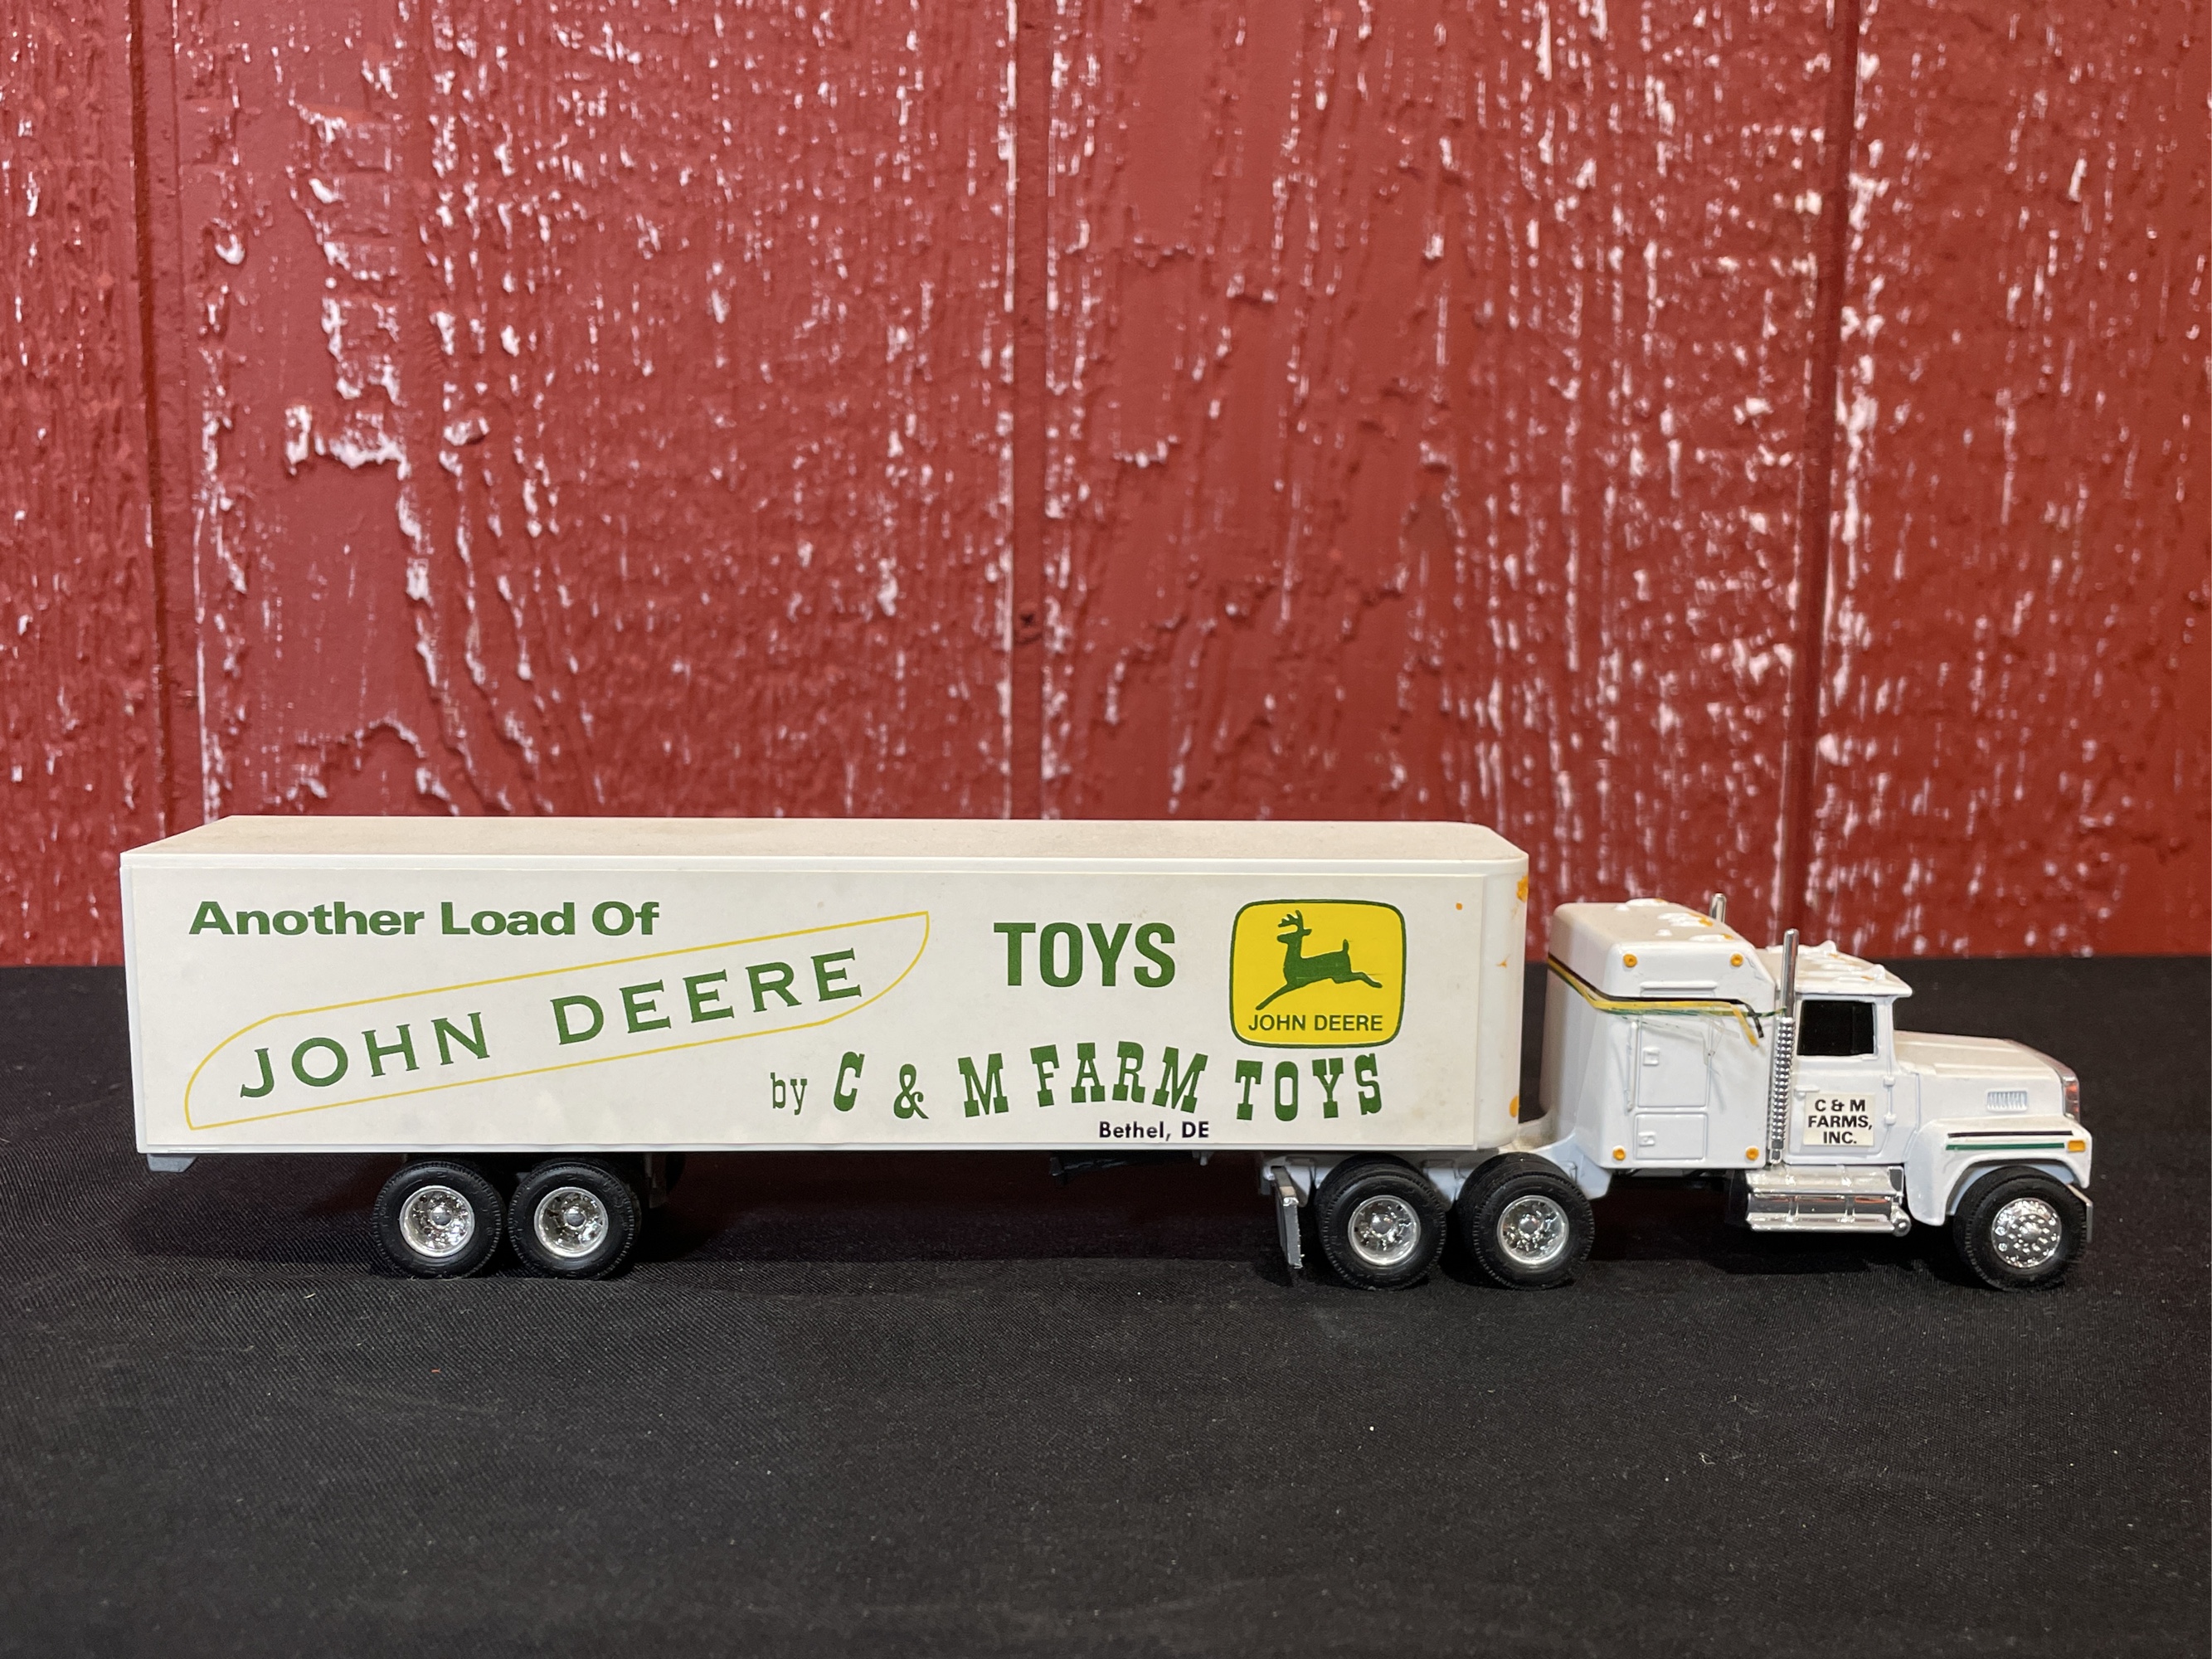 Another Load Of
JOHN DEERE
TOYS
JOHN DEERE
by C & M FARM TOYS
Bethel, DE
C & M
FARMS,
INC.